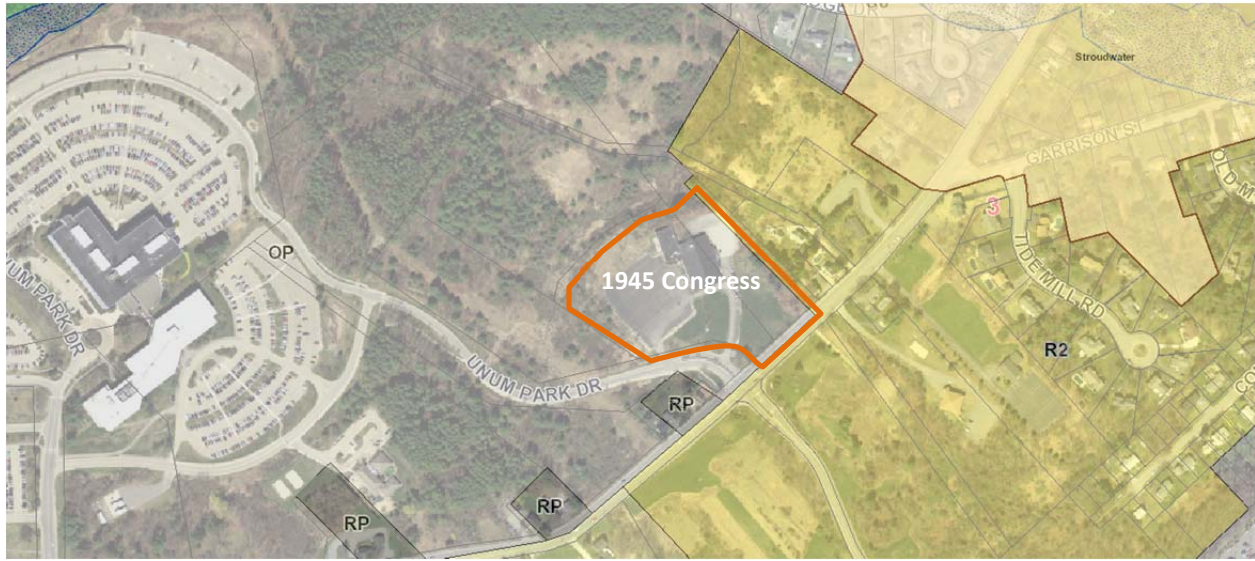 Stroudwater
GARRISON ST
3
TIDE MILL RD
OP
1945 Congress
UNUM PARK DR
UNUM PARK DR
R2
RP
RP
RP